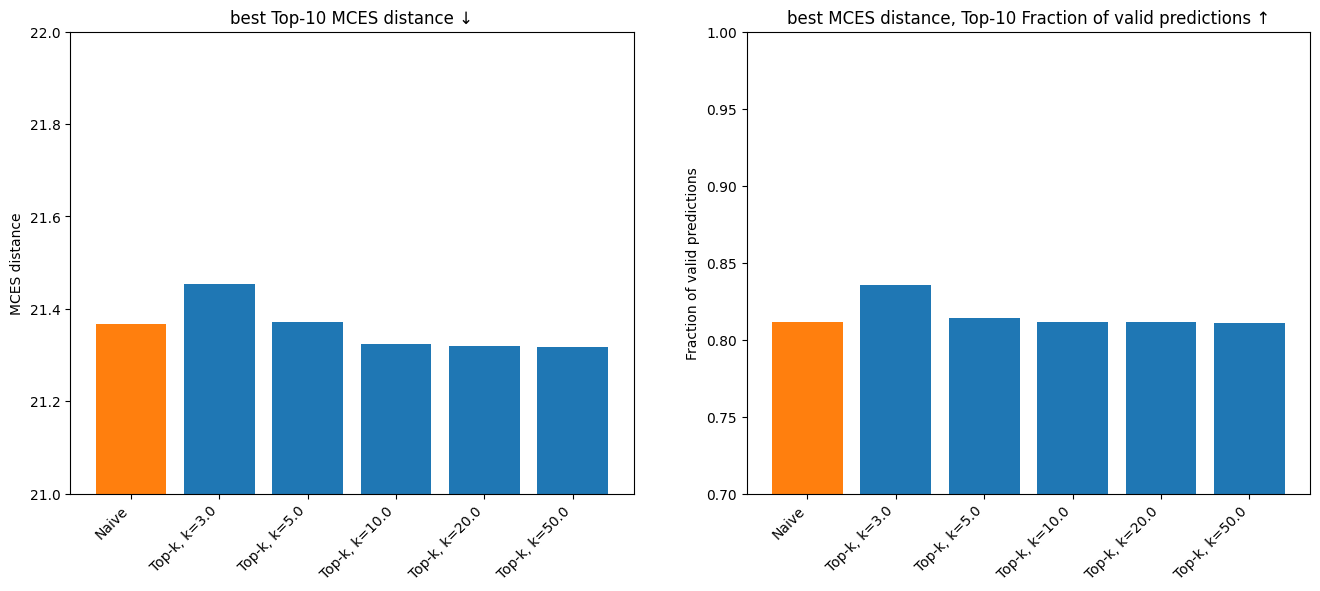 best Top-10 MCES distance ↓
MCES distance
22.0
21.8
21.6
21.4
21.2
21.0
Naive
Top-k, k=3.0
Top-k, k=5.0
Top-k, k=10.0
Top-k, k=20.0
Top-k, k=50.0
best MCES distance, Top-10 Fraction of valid predictions ↑
Fraction of valid predictions
1.00
0.95
0.90
0.85
0.80
0.75
0.70
Naive
Top-k, k=3.0
Top-k, k=5.0
Top-k, k=10.0
Top-k, k=20.0
Top-k, k=50.0